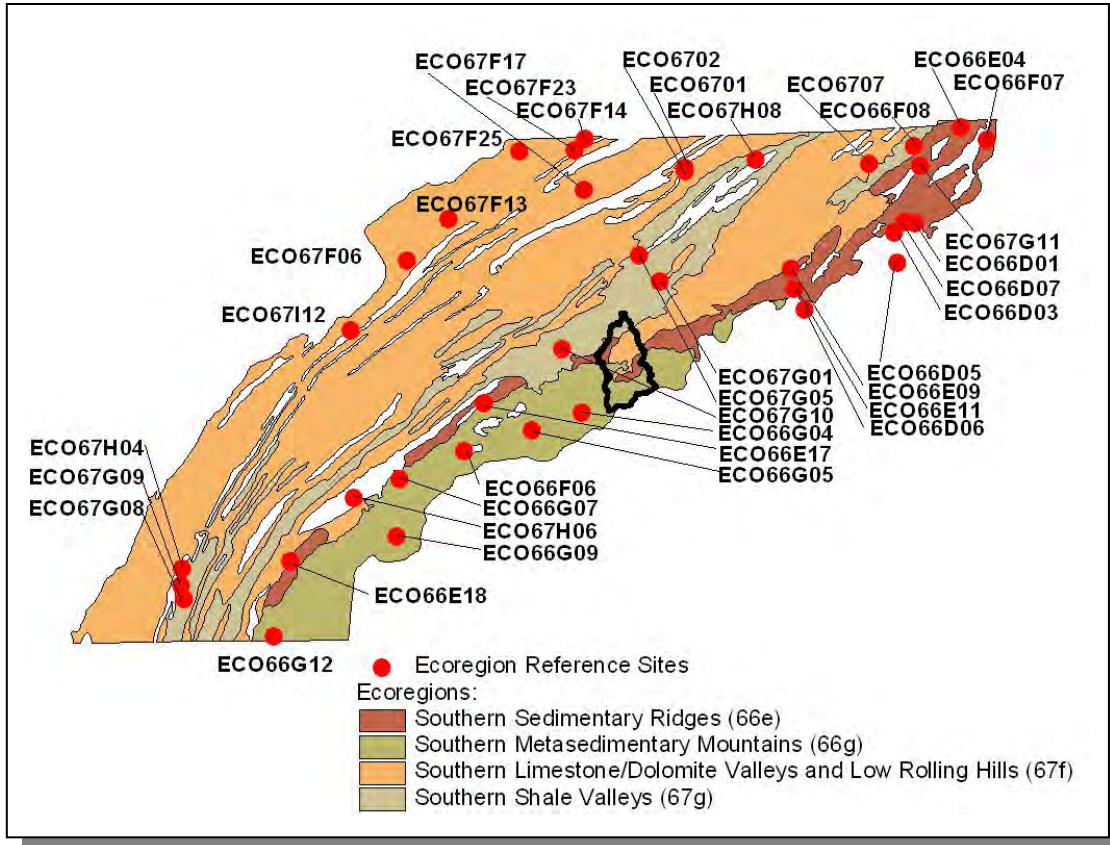 ECO67F17
ECO67F23
ECO67F14
ECO67F25
ECO6702
ECO6701
ECO67H08
ECO6707
ECO66F08
ECO66E04
ECO66F07
ECO67F13
ECO67F06
ECO67I12
ECO67G11
ECO66D01
ECO66D07
ECO66D03
ECO66D05
ECO66E09
ECO66E11
ECO66D06
ECO67G01
ECO67G05
ECO67G10
ECO66G04
ECO66E17
ECO66G05
ECO67H04
ECO67G09
ECO67G08
ECO66F06
ECO66G07
ECO67H06
ECO66G09
ECO66E18
ECO66G12
Ecoregion Reference Sites
Ecoregions:
Southern Sedimentary Ridges (66e)
Southern Metasedimentary Mountains (66g)
Southern Limestone/Dolomite Valleys and Low Rolling Hills (67f)
Southern Shale Valleys (67g)